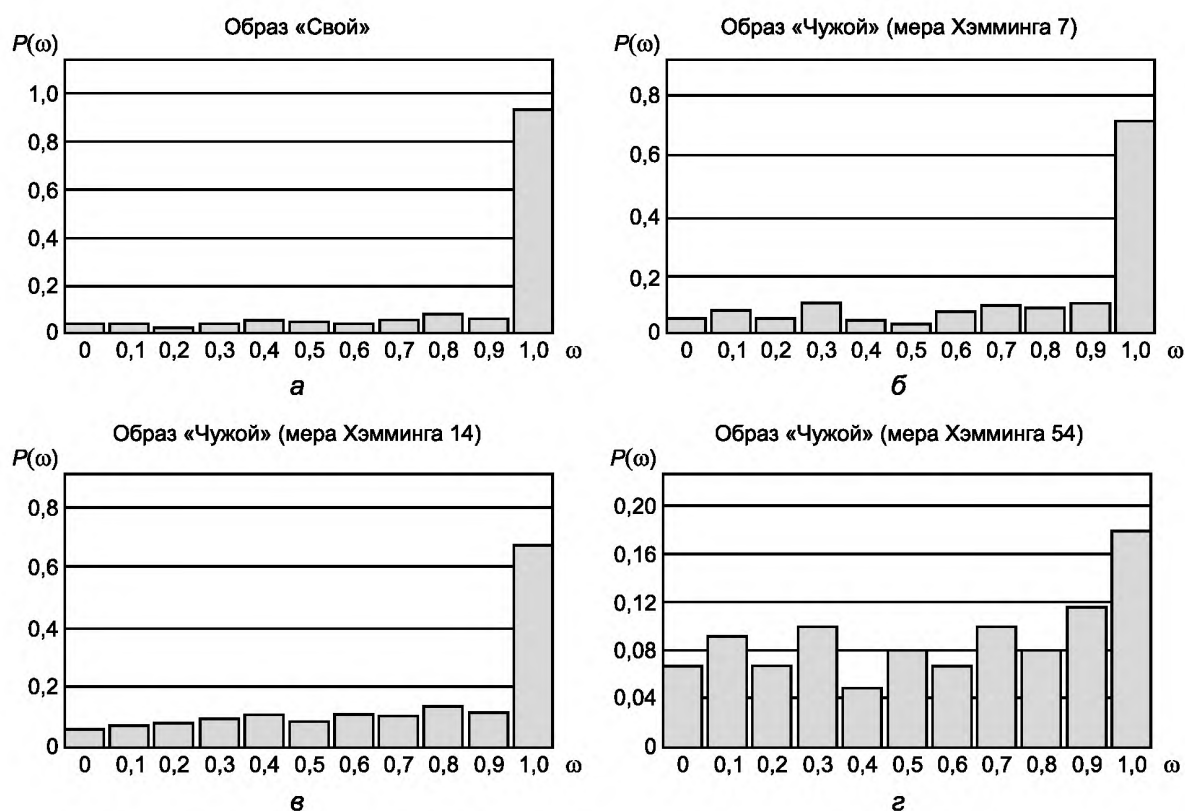 Образ «Свой»
P(ω)
1,0
0,8
0,6
0,4
0,2
0
0 0,1 0,2 0,3 0,4 0,5 0,6 0,7 0,8 0,9 1,0 ω
а
Образ «Чужой» (мера Хэмминга 7)
P(ω)
0,8
0,6
0,4
0,2
0
0 0,1 0,2 0,3 0,4 0,5 0,6 0,7 0,8 0,9 1,0 ω
б
Образ «Чужой» (мера Хэмминга 14)
P(ω)
0,8
0,6
0,4
0,2
0
0 0,1 0,2 0,3 0,4 0,5 0,6 0,7 0,8 0,9 1,0 ω
в
Образ «Чужой» (мера Хэмминга 54)
P(ω)
0,20
0,16
0,12
0,08
0,04
0
0 0,1 0,2 0,3 0,4 0,5 0,6 0,7 0,8 0,9 1,0 ω
г